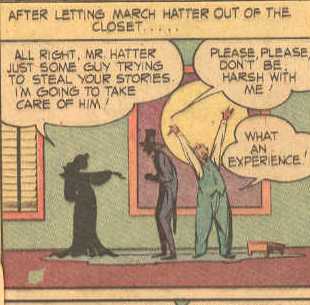 AFTER LETTING MARCH HATTER OUT OF THE
CLOSET.....
ALL RIGHT, MR. HATTER
JUST SOME GUY TRYING
TO STEAL YOUR STORIES.
I'M GOING TO TAKE
CARE OF HIM!
PLEASE, PLEASE,
DON'T BE
HARSH WITH
ME!
WHAT
AN
EXPERIENCE!